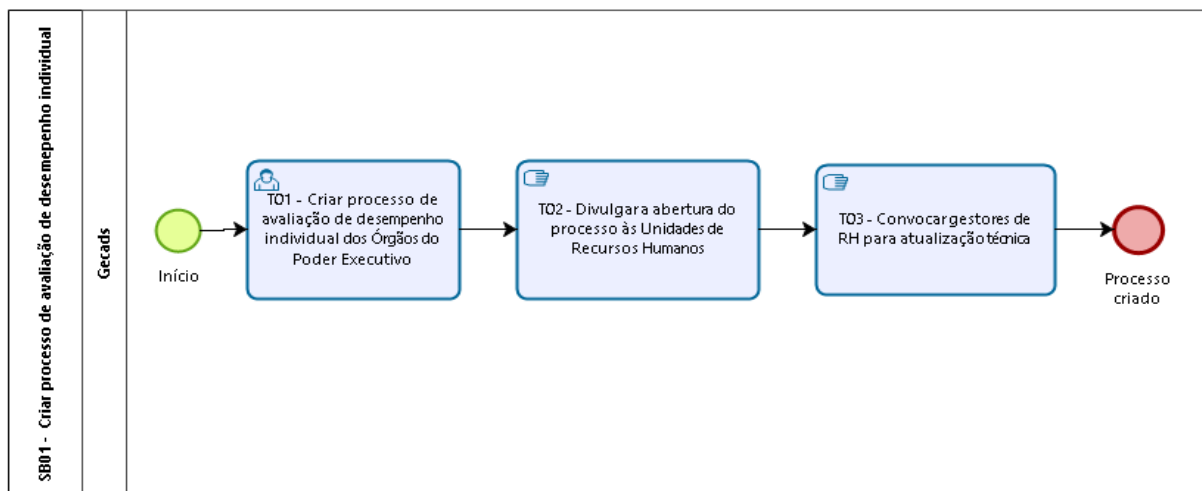 SB01 - Criar processo de avaliação de desemepenho individual
Gecads
Início
T01 - Criar processo de
avaliação de desempenho
individual dos Órgãos do
Poder Executivo
T02 - Divulgar a abertura do
processo às Unidades de
Recursos Humanos
T03 - Convocar gestores de
RH para atualização técnica
Processo
criado